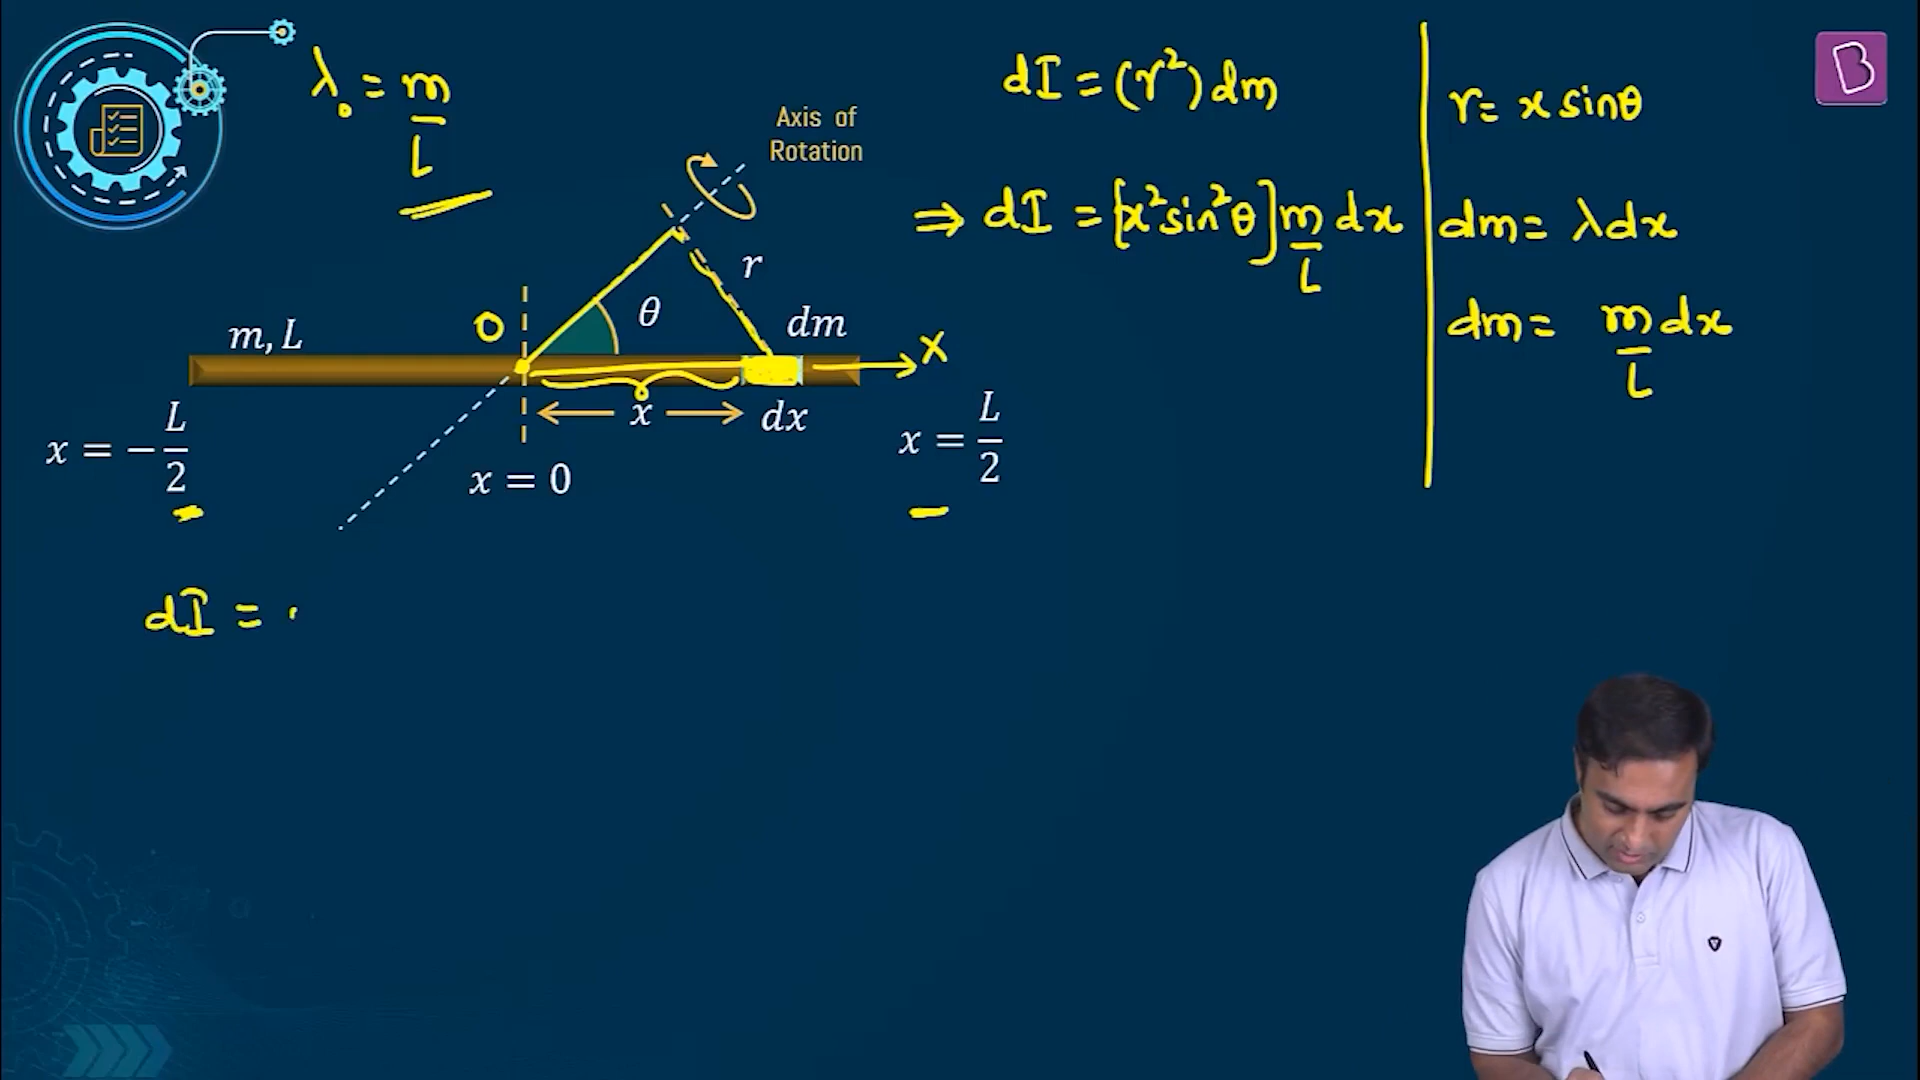 λ₀ = m/L
Axis of
Rotation
dI = (r²) dm
r = x sinθ
⇒ dI = [x² sin²θ] m/L dx
dm = λdx
dm = m/L dx
r
θ
O
m, L
dm
X
x
dx
x = −L/2
x = 0
x = L/2
dI =
B